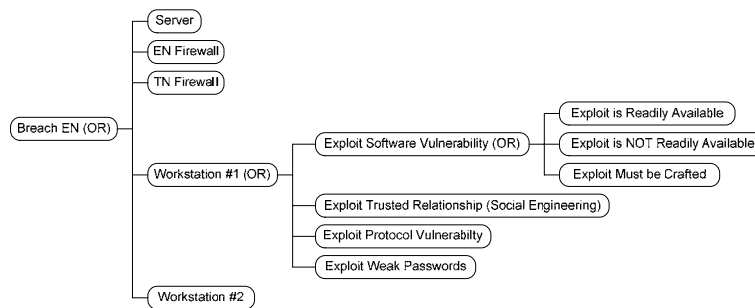 Server
EN Firewall
TN Firewall
Breach EN (OR)
Workstation #1 (OR)
Exploit Software Vulnerability (OR)
Exploit is Readily Available
Exploit is NOT Readily Available
Exploit Must be Crafted
Exploit Trusted Relationship (Social Engineering)
Exploit Protocol Vulnerabilty
Exploit Weak Passwords
Workstation #2